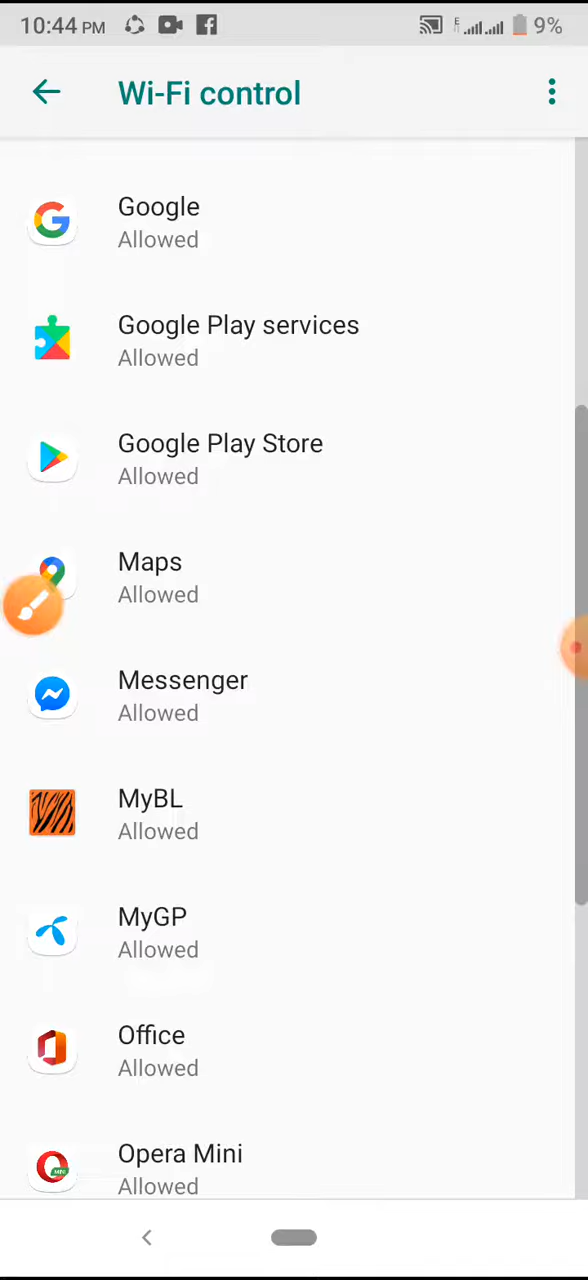 10:44 PM
E
9%
Wi-Fi control
Google
Allowed
Google Play services
Allowed
Google Play Store
Allowed
Maps
Allowed
Messenger
Allowed
MyBL
Allowed
MyGP
Allowed
Office
Allowed
Opera Mini
Allowed